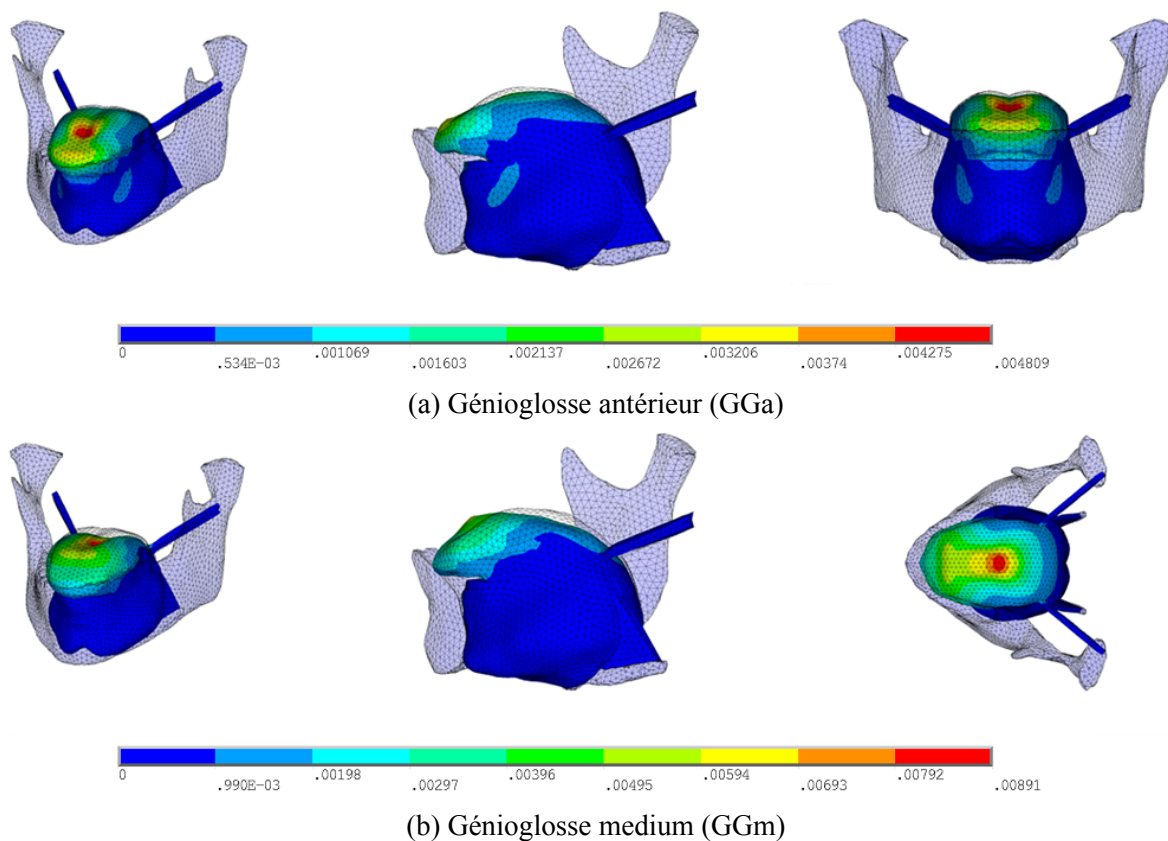 0 .001069 .002137 .003206 .004275
.534E-03 .001603 .002672 .00374 .004809
(a) Génioglosse antérieur (GGa)
0 .00198 .00396 .00594 .00792
.990E-03 .00297 .00495 .00693 .00891
(b) Génioglosse medium (GGm)